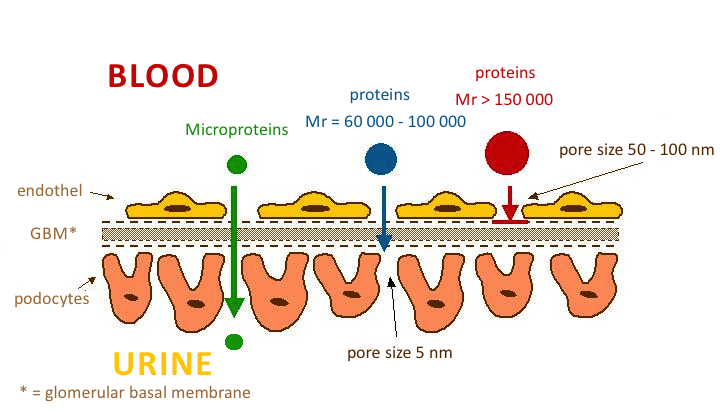 BLOOD
proteins
Mr > 150 000
proteins
Mr = 60 000 - 100 000
Microproteins
pore size 50 - 100 nm
endothel
GBM*
podocytes
pore size 5 nm
URINE
* = glomerular basal membrane